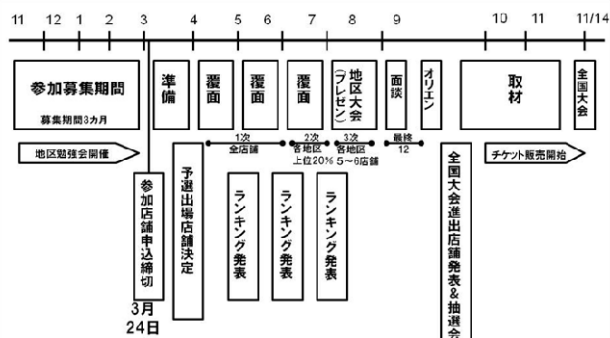 11 12 1 2 3 4 5 6 7 8 9 10 11 11/14
参加募集期間
募集期間3カ月
準備
覆面
覆面
覆面
地区大会
(プレゼン)
面談
オリエン
取材
全国大会
地区勉強会開催
1次
全店舗
2次
各地区
上位20%
3次
各地区
5~6店舗
最終
12
チケット販売開始
参加店舗申込締切
3月
24日
予選出場店舗決定
ランキング発表
ランキング発表
ランキング発表
全国大会進出店舗発表&抽選会